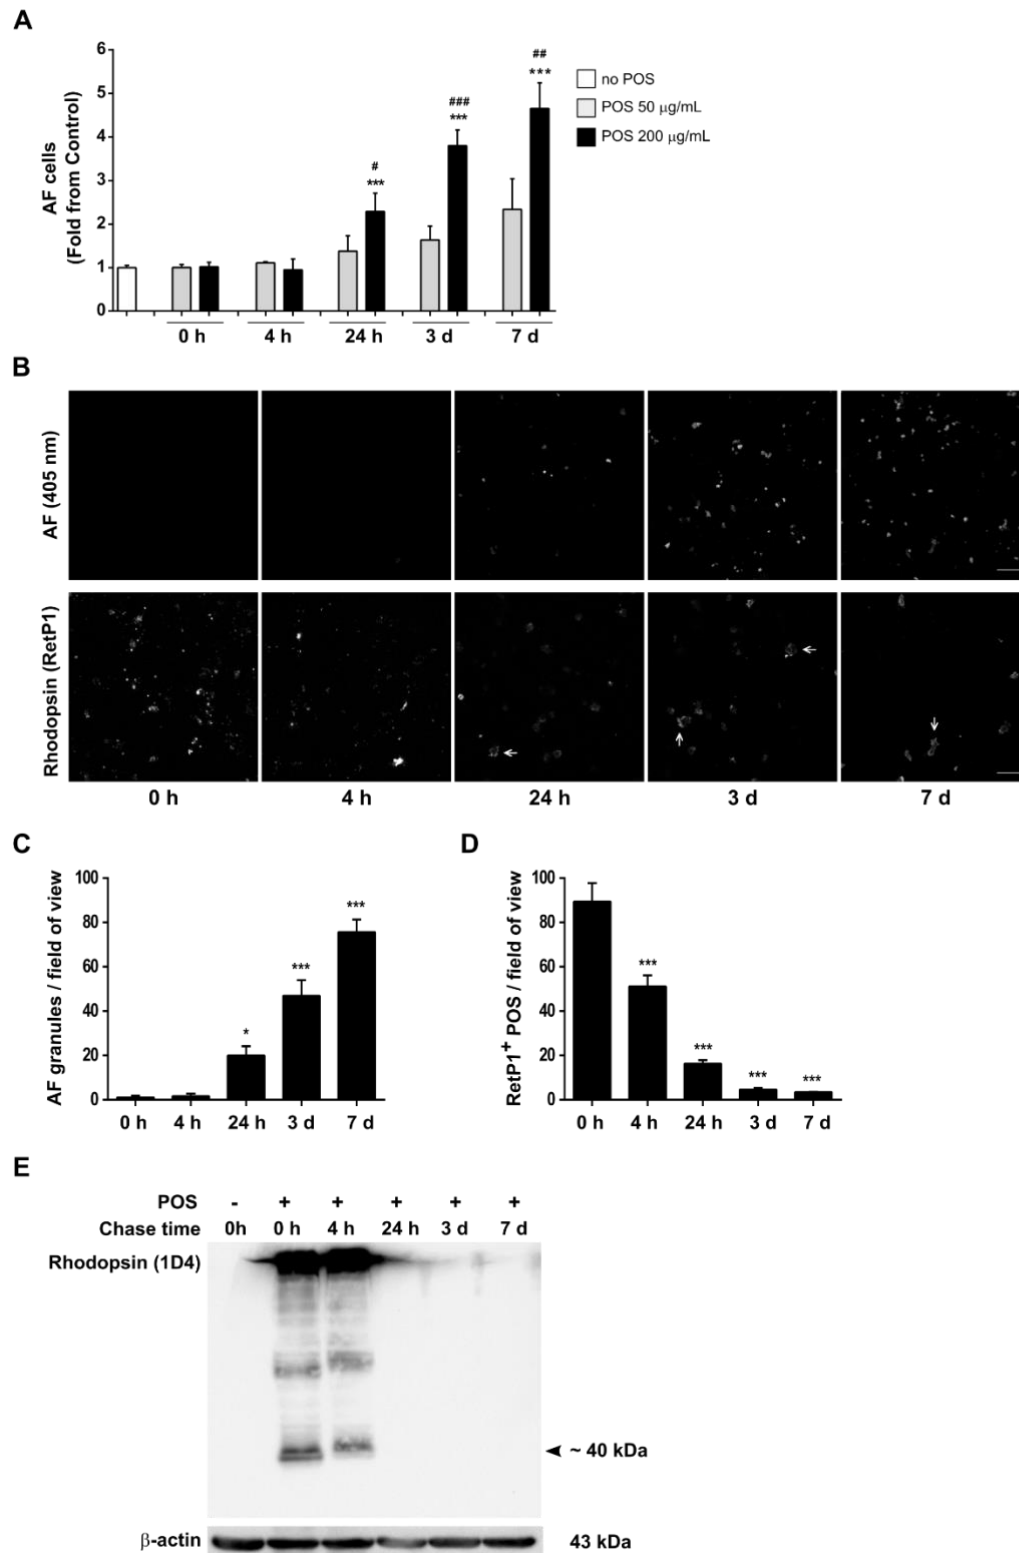 A
AF cells
(Fold from Control)
6
5
4
3
2
1
0
#
***
###
***
##
***
no POS
POS 50 μg/mL
POS 200 μg/mL
0 h 4 h 24 h 3 d 7 d
B
AF (405 nm)
Rhodopsin (RetP1)
0 h 4 h 24 h 3 d 7 d
C
AF granules / field of view
100
80
60
40
20
0
*
***
***
0 h 4 h 24 h 3 d 7 d
D
RetP1+ POS / field of view
100
80
60
40
20
0
***
***
***
***
0 h 4 h 24 h 3 d 7 d
E
POS - + + + + +
Chase time 0h 0 h 4 h 24 h 3 d 7 d
Rhodopsin (1D4)
~ 40 kDa
β-actin 43 kDa